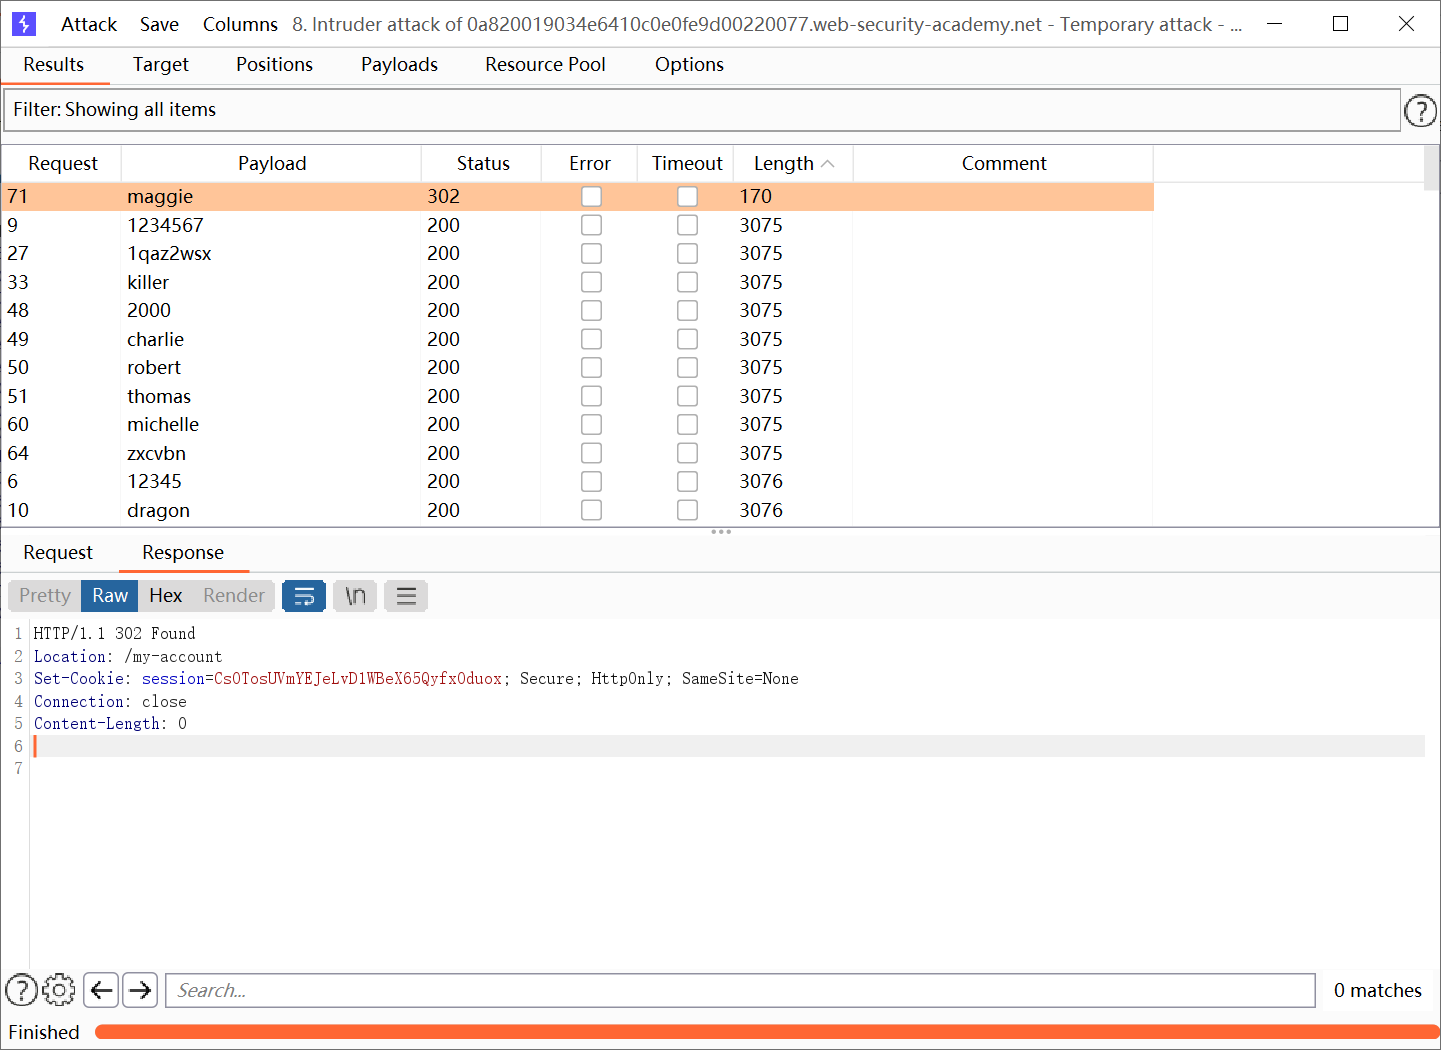 Attack Save Columns 8. Intruder attack of 0a820019034e6410c0e0fe9d00220077.web-security-academy.net - Temporary attack - ...
Results Target Positions Payloads Resource Pool Options
Filter: Showing all items
Request Payload Status Error Timeout Length Comment
71 maggie 302 170
9 1234567 200 3075
27 1qaz2wsx 200 3075
33 killer 200 3075
48 2000 200 3075
49 charlie 200 3075
50 robert 200 3075
51 thomas 200 3075
60 michelle 200 3075
64 zxcvbn 200 3075
6 12345 200 3076
10 dragon 200 3076
Request Response
Pretty Raw Hex Render \n
1 HTTP/1.1 302 Found
2 Location: /my-account
3 Set-Cookie: session=CsOTosUVmYEJeLvD1WBeX65QyfxOduox; Secure; HttpOnly; SameSite=None
4 Connection: close
5 Content-Length: 0
6
7
Search...
0 matches
Finished